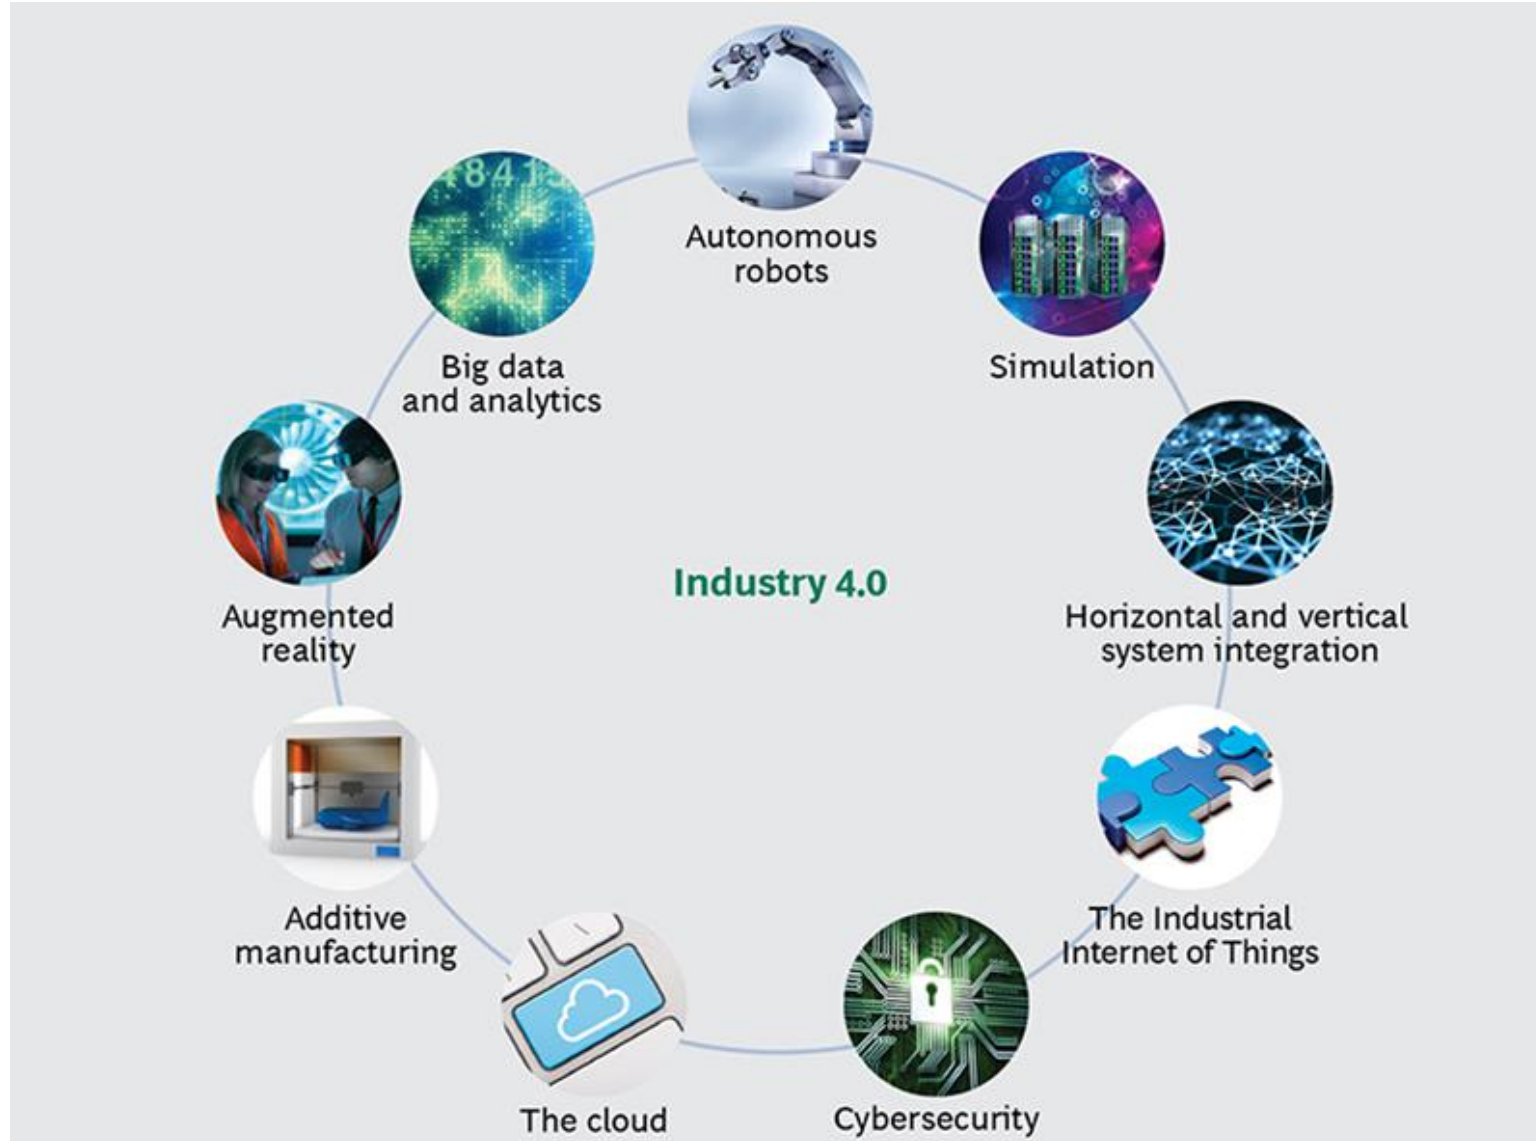 Autonomous
robots
Simulation
Horizontal and vertical
system integration
The Industrial
Internet of Things
Cybersecurity
The cloud
Additive
manufacturing
Augmented
reality
Big data
and analytics
Industry 4.0